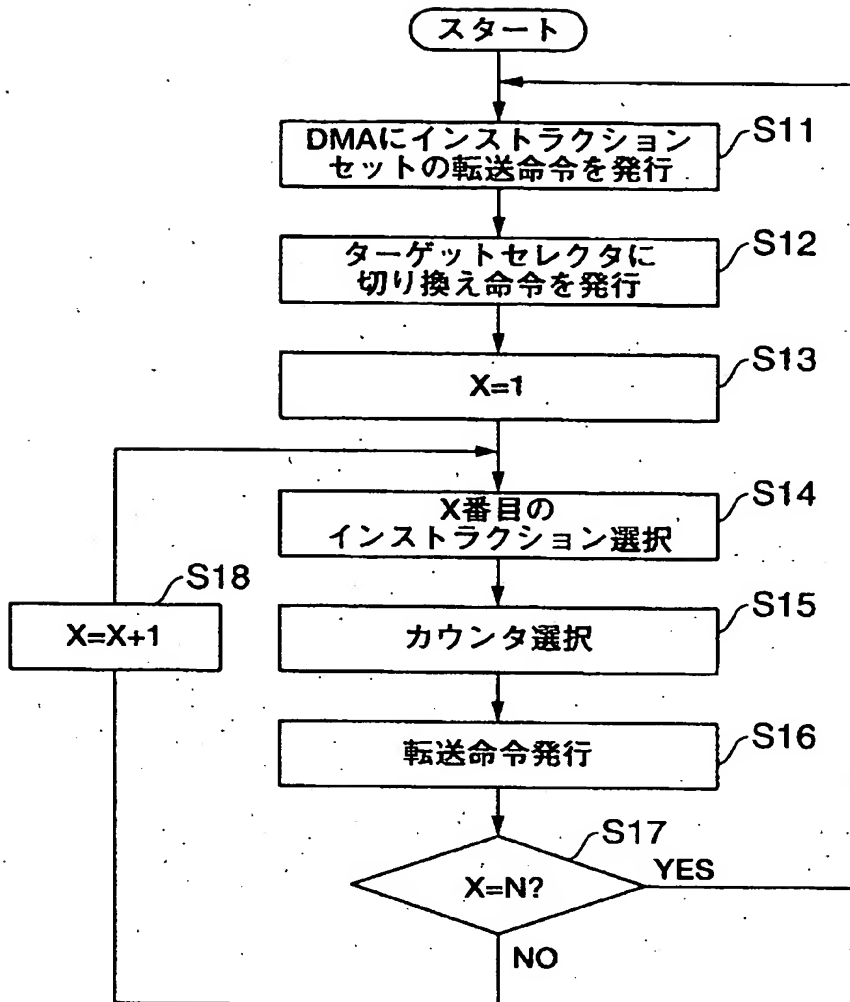 スタート
DMAにインストラクション
セットの転送命令を発行
S11
ターゲットセレクタに
切り換え命令を発行
S12
X=1
S13
X番目の
インストラクション選択
S14
S18
X=X+1
カウンタ選択
S15
転送命令発行
S16
S17
X=N?
YES
NO